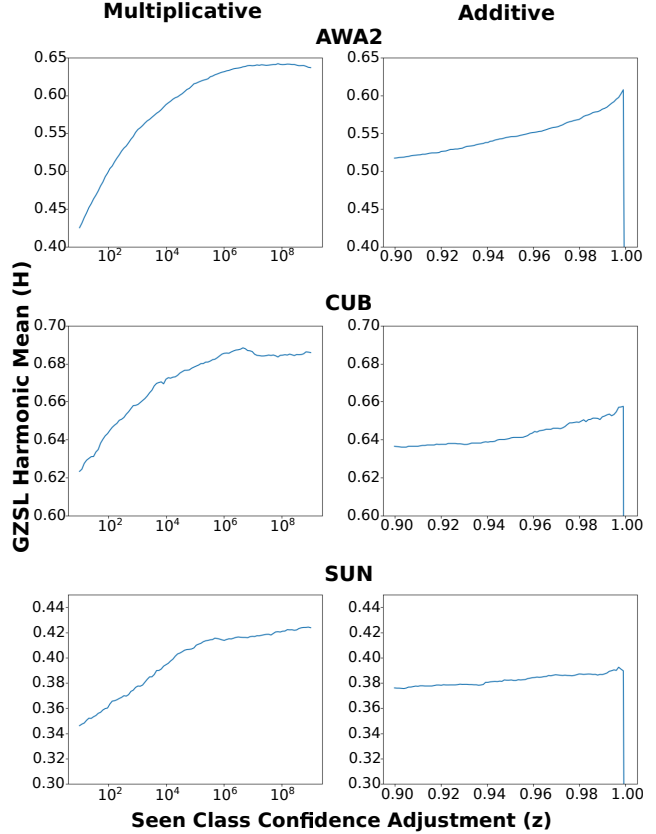 Multiplicative Additive
AWA2
0.65 0.65
0.60 0.60
0.55 0.55
0.50 0.50
0.45 0.45
0.40 0.40
10² 10⁴ 10⁶ 10⁸ 0.90 0.92 0.94 0.96 0.98 1.00
GZSL Harmonic Mean (H)
CUB
0.70 0.70
0.68 0.68
0.66 0.66
0.64 0.64
0.62 0.62
0.60 0.60
10² 10⁴ 10⁶ 10⁸ 0.90 0.92 0.94 0.96 0.98 1.00
SUN
0.44 0.44
0.42 0.42
0.40 0.40
0.38 0.38
0.36 0.36
0.34 0.34
0.32 0.32
0.30 0.30
10² 10⁴ 10⁶ 10⁸ 0.90 0.92 0.94 0.96 0.98 1.00
Seen Class Confidence Adjustment (z)